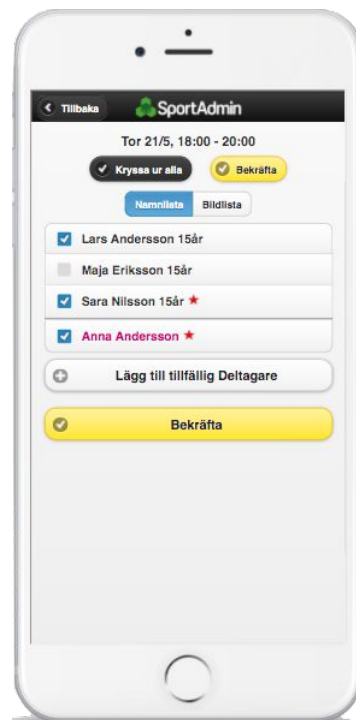 Tillbaka
SportAdmin
Tor 21/5, 18:00 - 20:00
Kryssa ur alla
Bekräfta
Namnlista
Bildlista
Lars Andersson 15år
Maja Eriksson 15år
Sara Nilsson 15år ★
Anna Andersson ★
Lägg till tillfällig Deltagare
Bekräfta